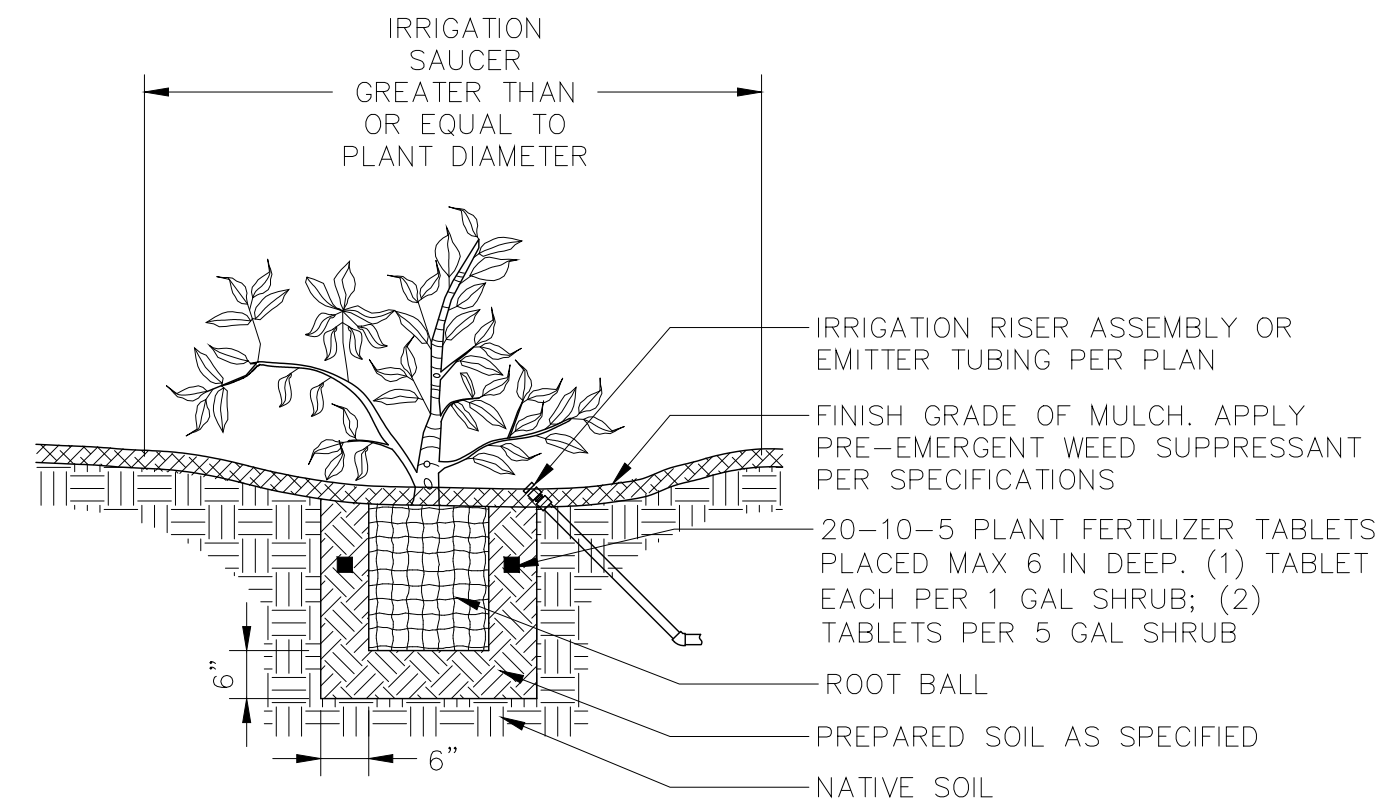 IRRIGATION
SAUCER
GREATER THAN
OR EQUAL TO
PLANT DIAMETER
IRRIGATION RISER ASSEMBLY OR
EMITTER TUBING PER PLAN
FINISH GRADE OF MULCH. APPLY
PRE-EMERGENT WEED SUPPRESSANT
PER SPECIFICATIONS
20-10-5 PLANT FERTILIZER TABLETS
PLACED MAX 6 IN DEEP. (1) TABLET
EACH PER 1 GAL SHRUB; (2)
TABLETS PER 5 GAL SHRUB
ROOT BALL
PREPARED SOIL AS SPECIFIED
NATIVE SOIL
6"
6"